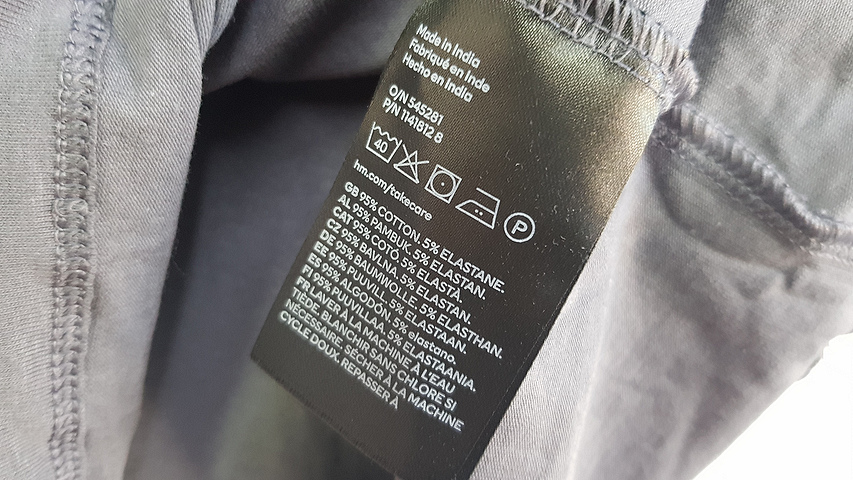 Made in India
Fabriqué en Inde
Hecho en India
O/N 545281
P/N 1141812 8
40
P
hm.com/takecare
GB 95% COTTON. 5% ELASTANE.
AL 95% PAMBUK. 5% ELASTAN.
CAT 95% COTÓ. 5% ELASTÀ.
CZ 95% BAVLNA. 5% ELASTAN.
DE 95% BAUMWOLLE. 5% ELASTHAN.
EE 95% PUUVILL. 5% ELASTAAN.
ES 95% ALGODÓN. 5% elastano.
FI 95% PUUVILLAA. 5% ELASTAANIA.
FR LAVER À LA MACHINE À L'EAU
TIÈDE. BLANCHIR SANS CHLORE SI
NÉCESSAIRE. SÉCHER À LA MACHINE
CYCLE DOUX. REPASSER À